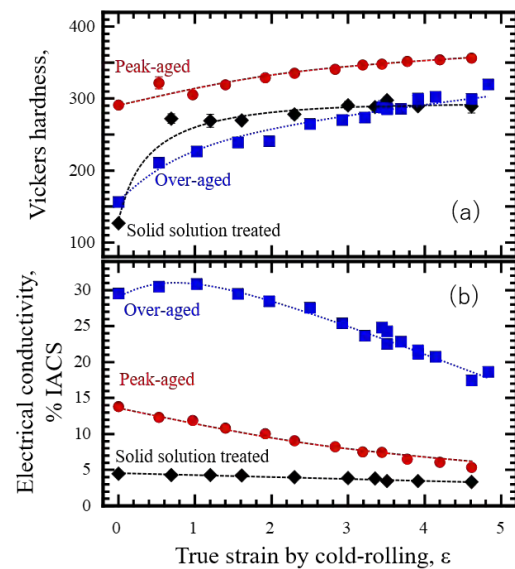 400
300
200
100
Vickers hardness,
Peak-aged
Over-aged
Solid solution treated
(a)
30
25
20
15
10
5
0
Electrical conductivity,
% IACS
(b)
Over-aged
Peak-aged
Solid solution treated
0 1 2 3 4 5
True strain by cold-rolling, ε